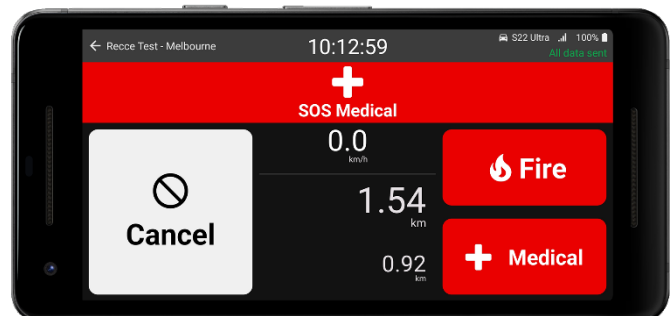 Recce Test - Melbourne
10:12:59
S22 Ultra 100%
All data sent
SOS Medical
Cancel
0.0
km/h
1.54
km
0.92
km
Fire
Medical